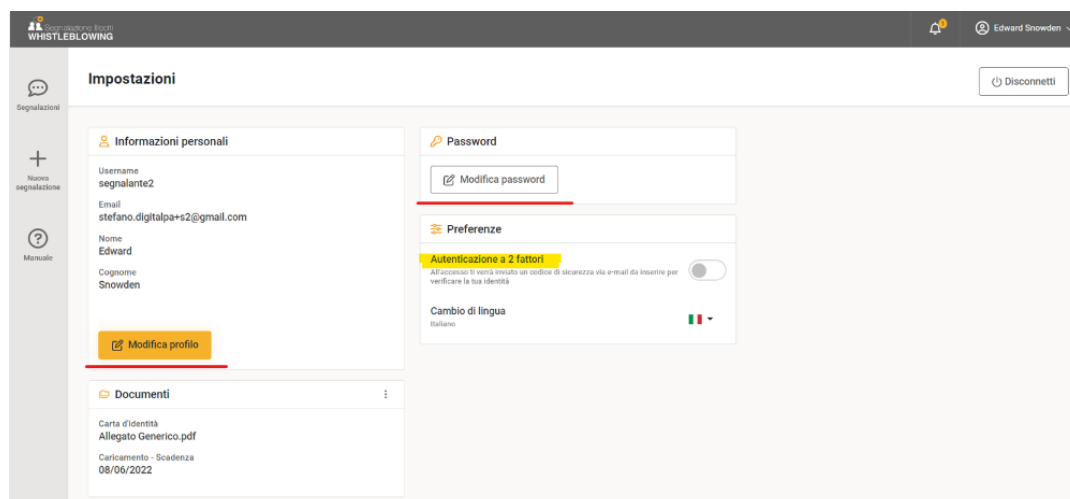 Segnalazione Illeciti
WHISTLEBLOWING
3
Edward Snowden
Segnalazioni
Nuova
segnalazione
Manuale
Impostazioni
Disconnetti
Informazioni personali
Username
segnalante2
Email
stefano.digitalpa+s2@gmail.com
Nome
Edward
Cognome
Snowden
Modifica profilo
Documenti
Carta d'identità
Allegato Generico.pdf
Caricamento - Scadenza
08/06/2022
Password
Modifica password
Preferenze
Autenticazione a 2 fattori
All'accesso ti verrà inviato un codice di sicurezza via e-mail da inserire per
verificare la tua identità
Cambio di lingua
Italiano